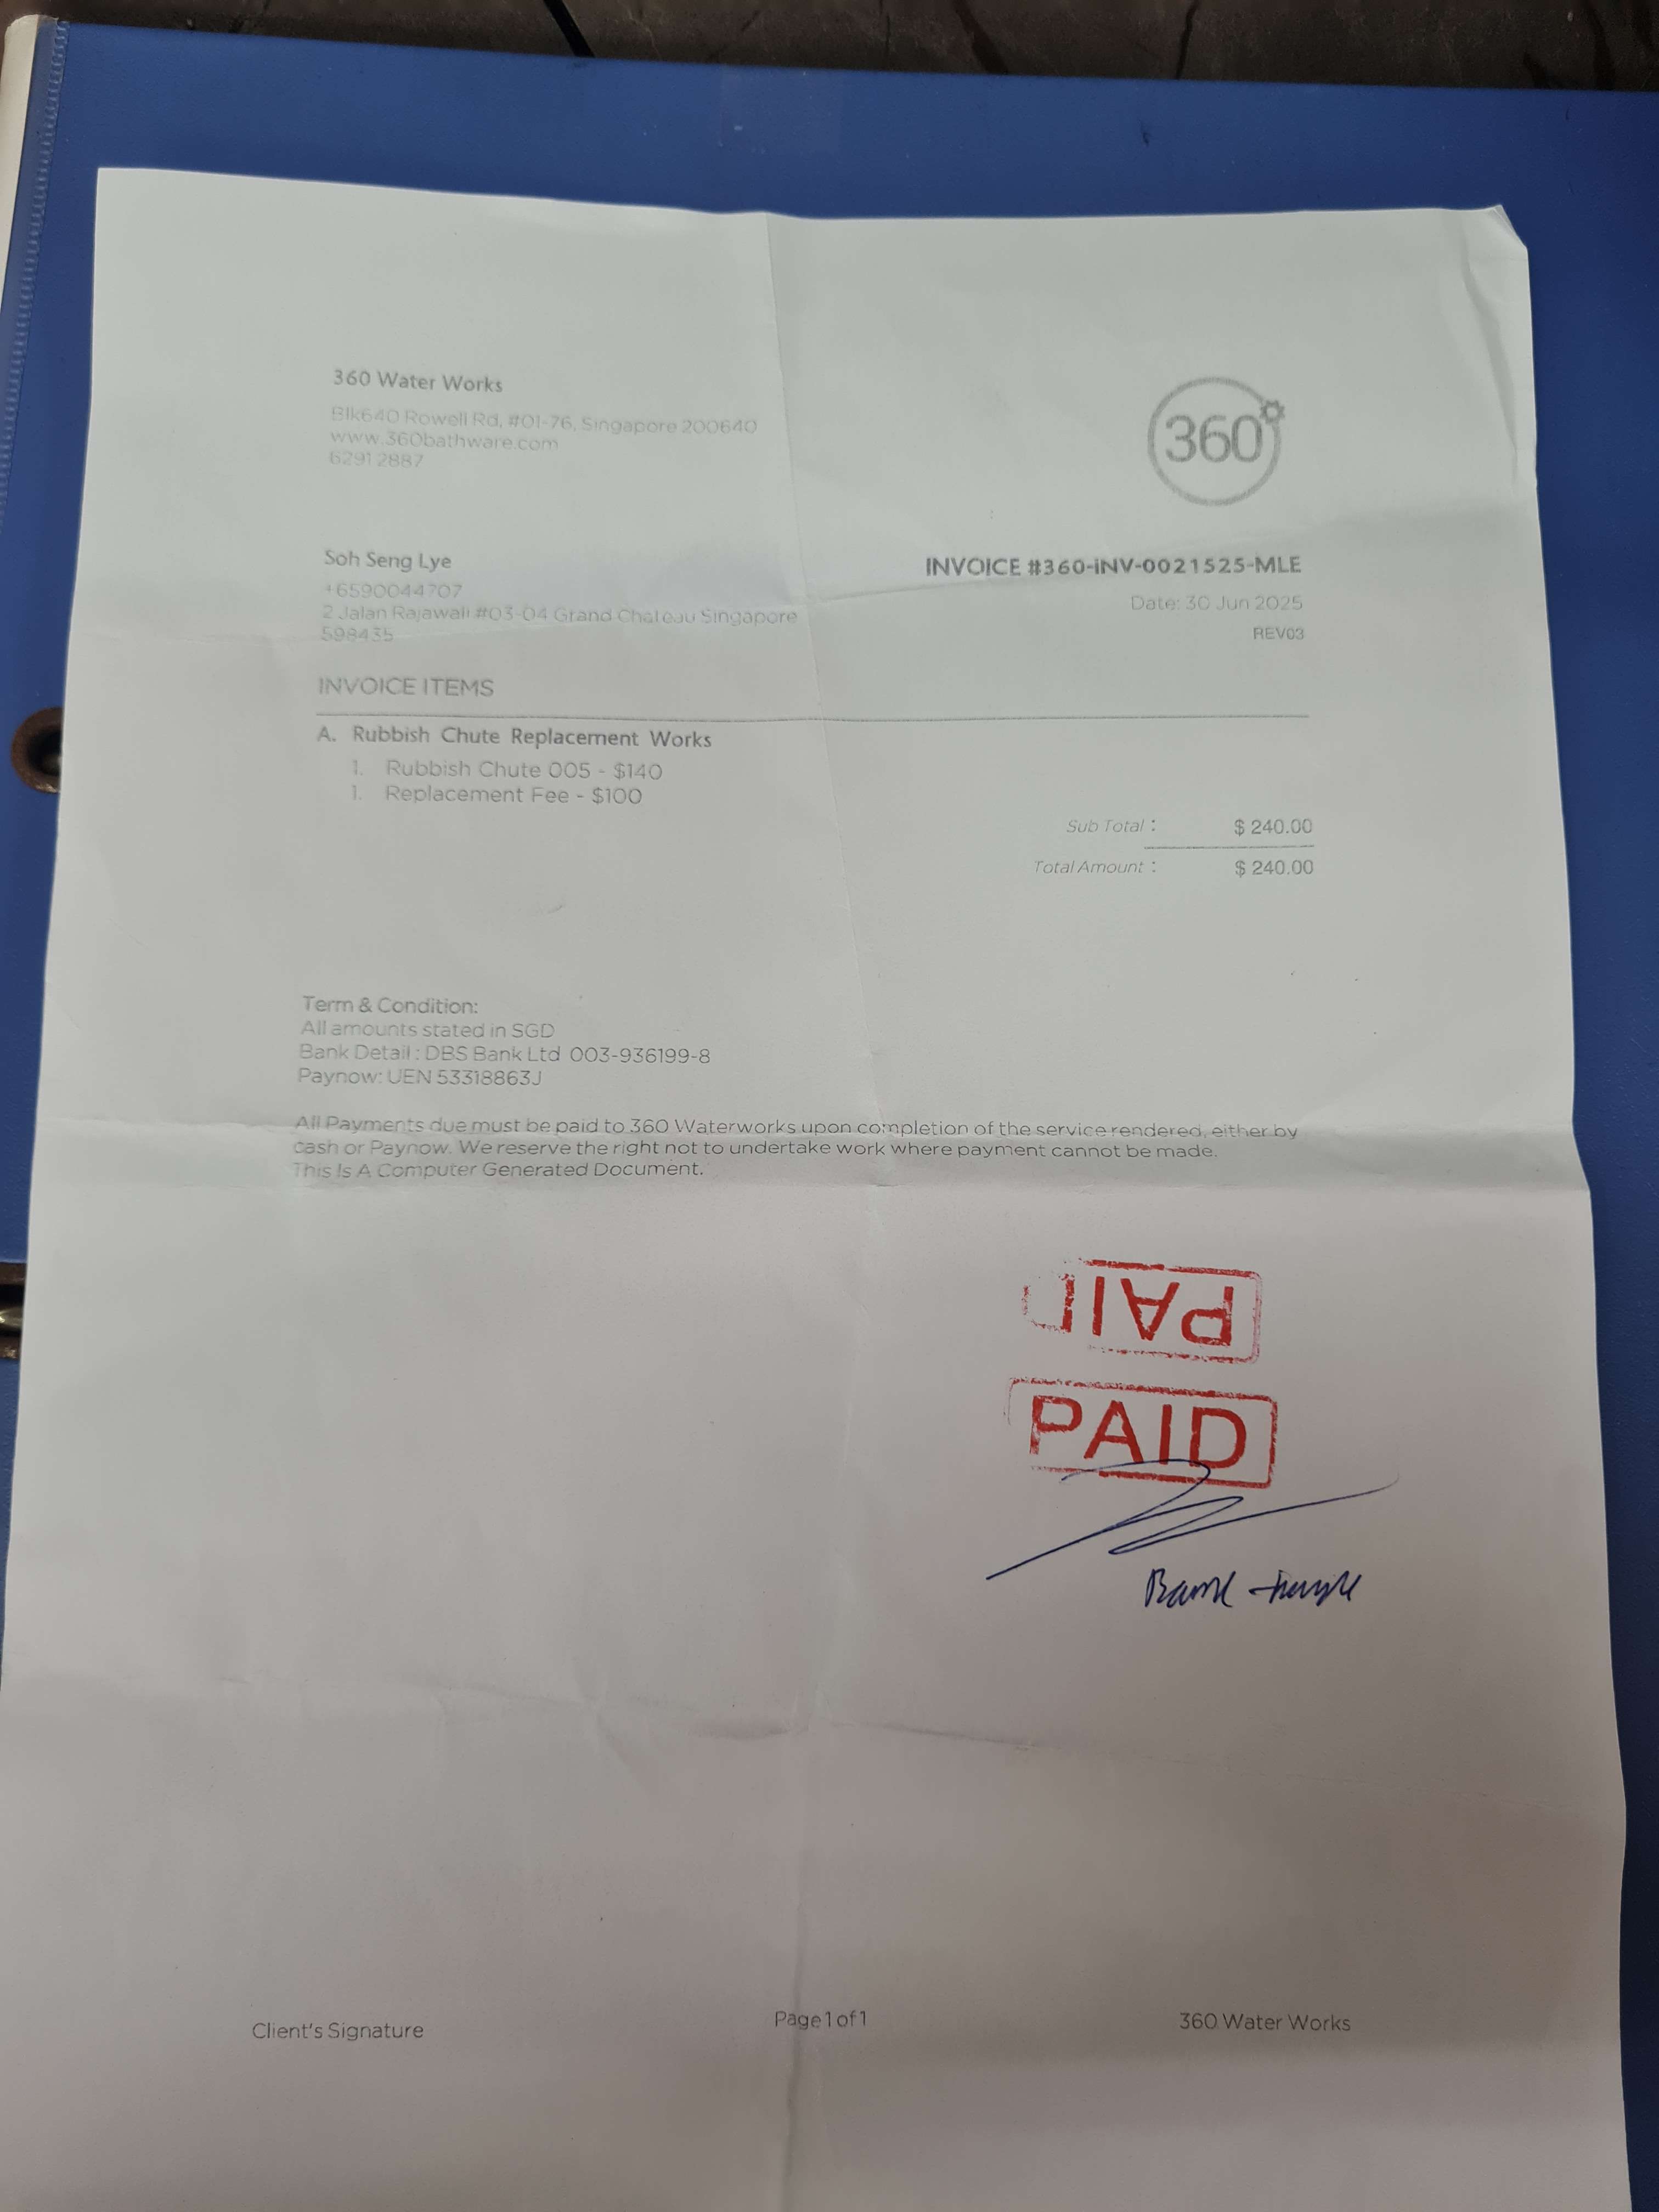 360 Water Works
Blk640 Rowell Rd, #01-76, Singapore 200640
www.360bathware.com
6291 2887
360°
Soh Seng Lye
+6590044707
2 Jalan Rajawali #03-04 Grand Chateau Singapore
598435
INVOICE #360-INV-0021525-MLE
Date: 30 Jun 2025
REV03
INVOICE ITEMS
A. Rubbish Chute Replacement Works
1. Rubbish Chute 005 - $140
1. Replacement Fee - $100
Sub Total : $ 240.00
Total Amount : $ 240.00
Term & Condition:
All amounts stated in SGD
Bank Detail : DBS Bank Ltd 003-936199-8
Paynow: UEN 53318863J
All Payments due must be paid to 360 Waterworks upon completion of the service rendered, either by
cash or Paynow. We reserve the right not to undertake work where payment cannot be made.
This Is A Computer Generated Document.
PAID
PAID
Client's Signature
Page 1 of 1
360 Water Works